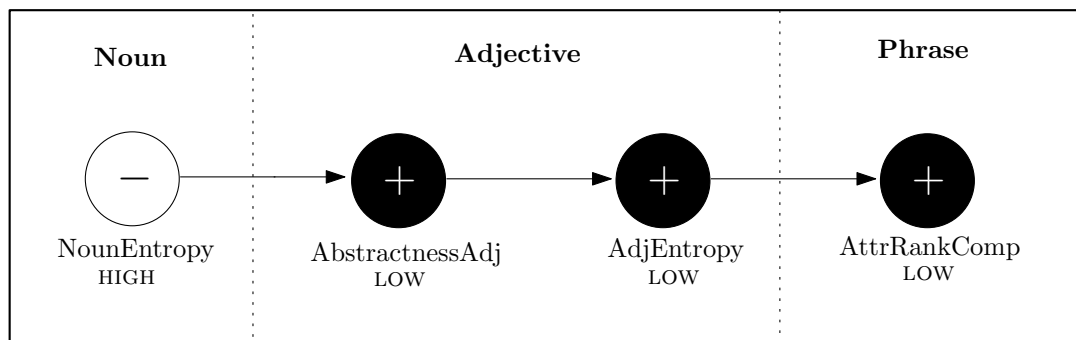 Noun
Adjective
Phrase
−
+
+
+
NounEntropy
HIGH
AbstractnessAdj
LOW
AdjEntropy
LOW
AttrRankComp
LOW